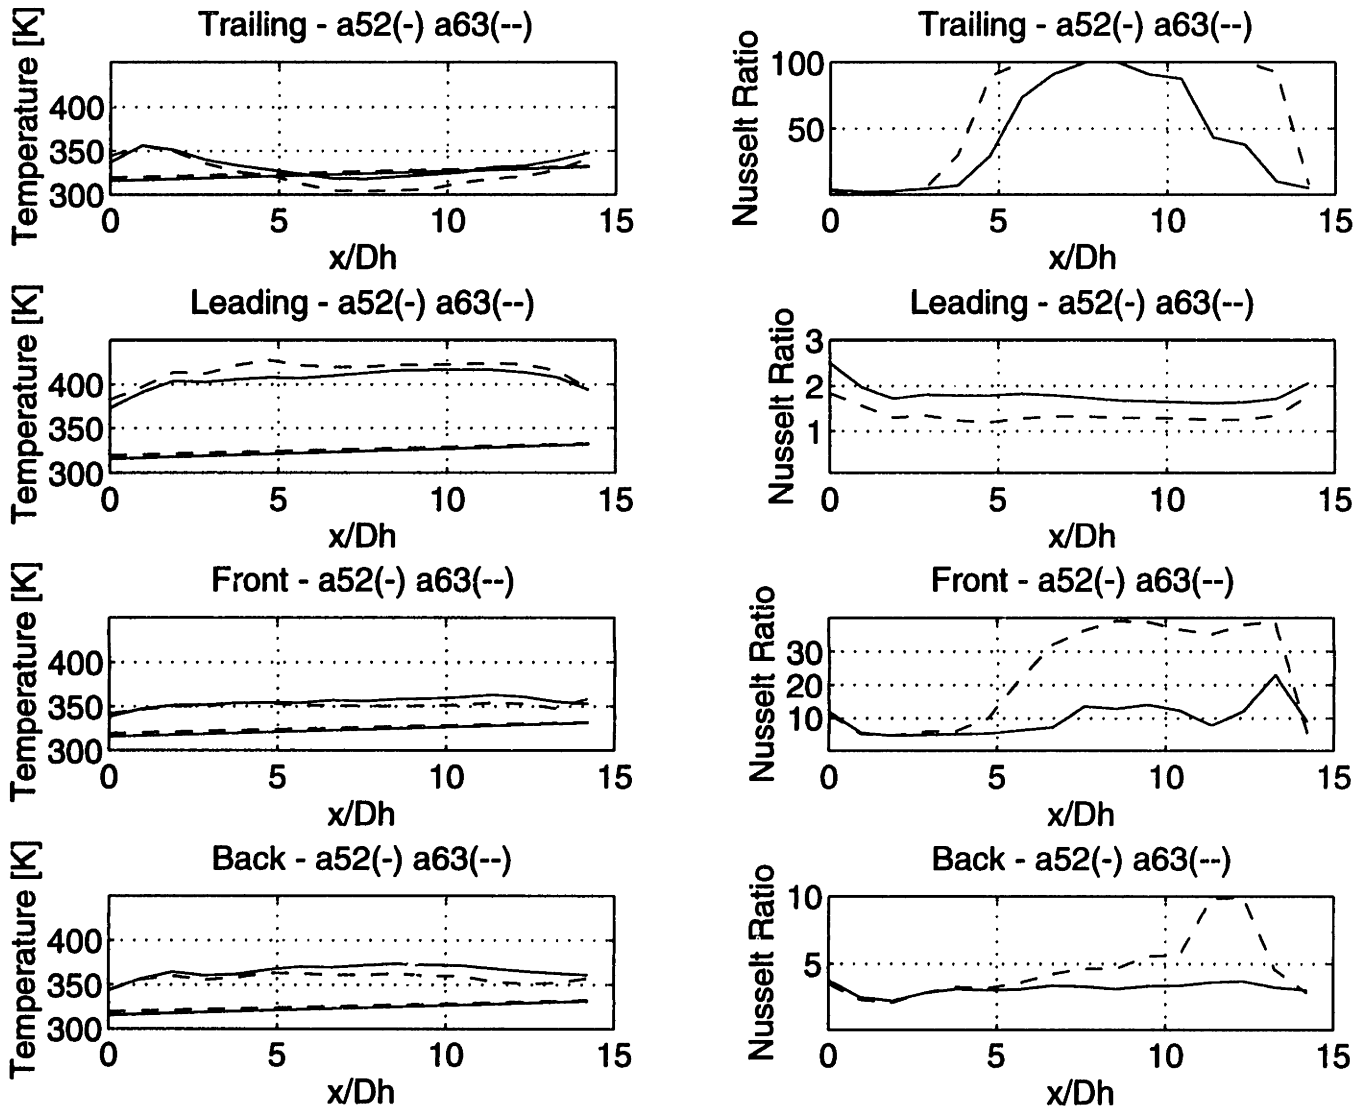 Trailing - a52(-) a63(--)
Temperature [K]
400
350
300
0 5 10 15
x/Dh
Trailing - a52(-) a63(--)
Nusselt Ratio
100
50
0 5 10 15
x/Dh
Leading - a52(-) a63(--)
Temperature [K]
400
350
300
0 5 10 15
x/Dh
Leading - a52(-) a63(--)
Nusselt Ratio
3
2
1
0 5 10 15
x/Dh
Front - a52(-) a63(--)
Temperature [K]
400
350
300
0 5 10 15
x/Dh
Front - a52(-) a63(--)
Nusselt Ratio
30
20
10
0 5 10 15
x/Dh
Back - a52(-) a63(--)
Temperature [K]
400
350
300
0 5 10 15
x/Dh
Back - a52(-) a63(--)
Nusselt Ratio
10
5
0 5 10 15
x/Dh